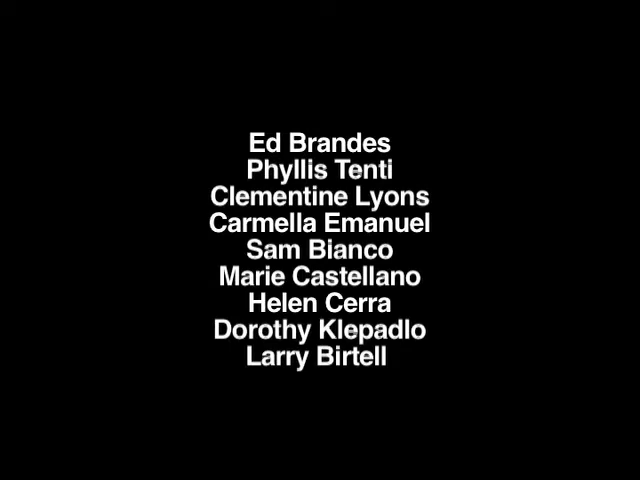 Ed Brandes
Phyllis Tenti
Clementine Lyons
Carmella Emanuel
Sam Bianco
Marie Castellano
Helen Cerra
Dorothy Klepadlo
Larry Birtell